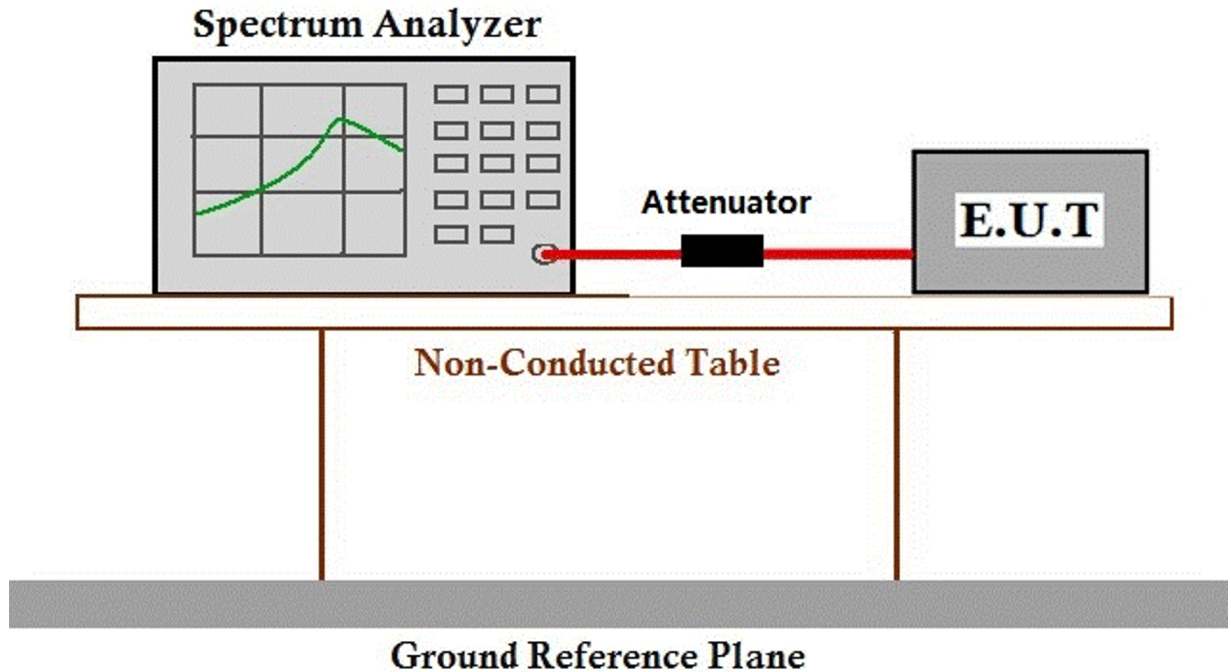 Spectrum Analyzer
Attenuator
E.U.T
Non-Conducted Table
Ground Reference Plane